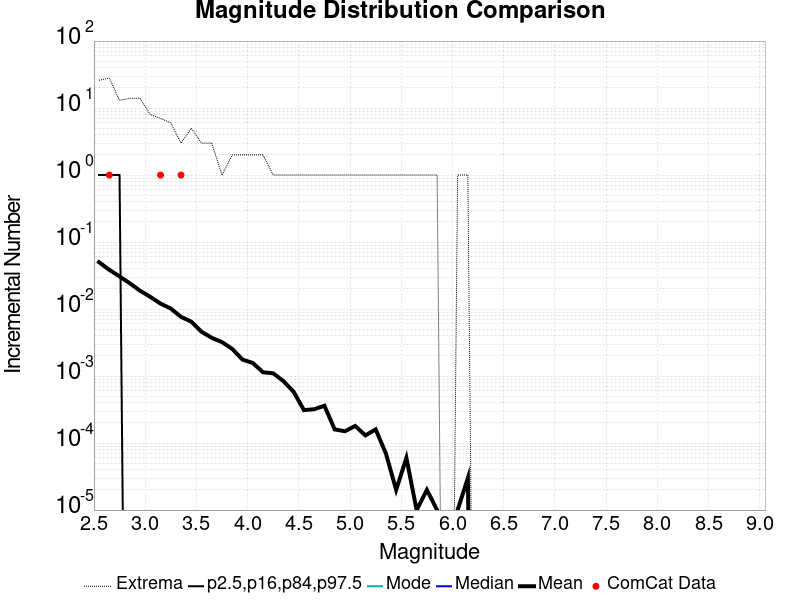 Magnitude Distribution Comparison
10^2
10^1
10^0
10^-1
10^-2
10^-3
10^-4
10^-5
Incremental Number
2.5 3.0 3.5 4.0 4.5 5.0 5.5 6.0 6.5 7.0 7.5 8.0 8.5 9.0
Magnitude
Extrema p2.5,p16,p84,p97.5 Mode Median Mean ComCat Data